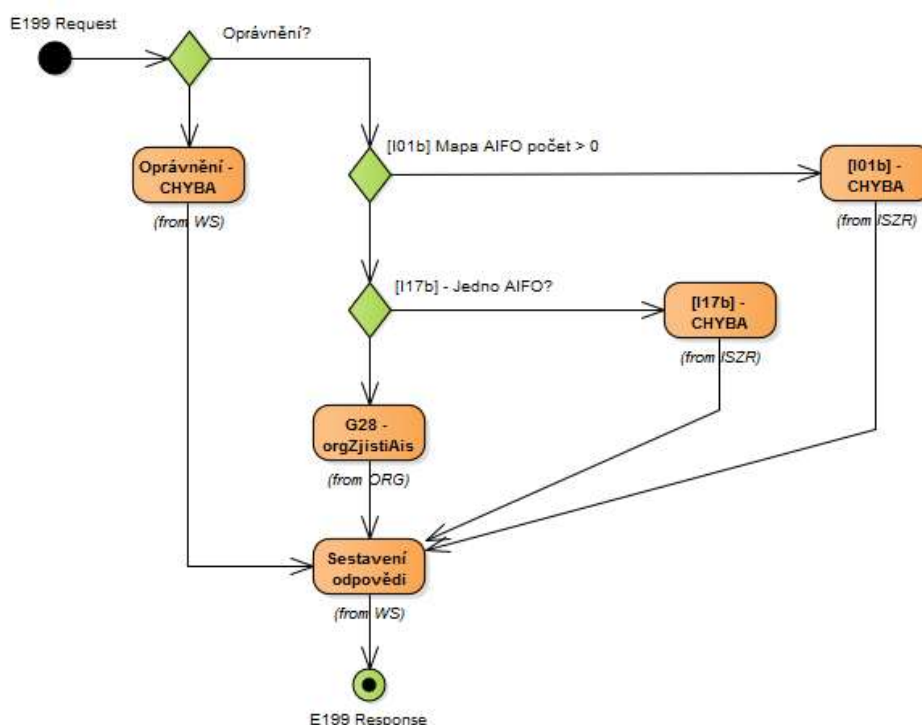 E199 Request
Oprávnění?
Oprávnění -
CHYBA
(from WS)
[I01b] Mapa AIFO počet > 0
[I01b] -
CHYBA
(from ISZR)
[I17b] - Jedno AIFO?
[I17b] -
CHYBA
(from ISZR)
G28 -
orgZjistiAis
(from ORG)
Sestavení
odpovědi
(from WS)
E199 Response